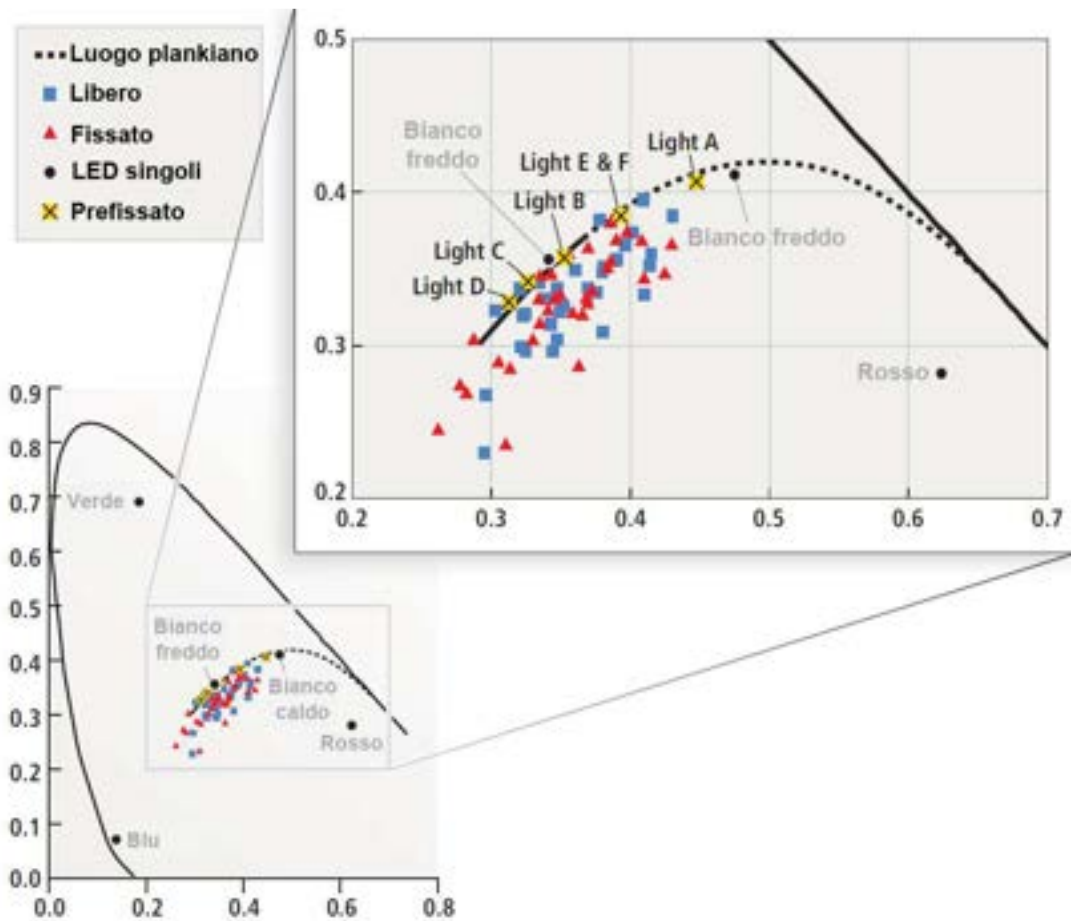 Luogo plankiano
Libero
Fissato
LED singoli
Prefissato
0.5
0.4
0.3
0.2
0.2
0.3
0.4
0.5
0.6
0.7
Bianco
freddo
Light A
Light E & F
Light B
Bianco freddo
Light C
Light D
Rosso
0.9
0.8
0.7
0.6
0.5
0.4
0.3
0.2
0.1
0.0
0.0
0.2
0.4
0.6
0.8
Verde
Bianco
freddo
Bianco
caldo
Rosso
Blu